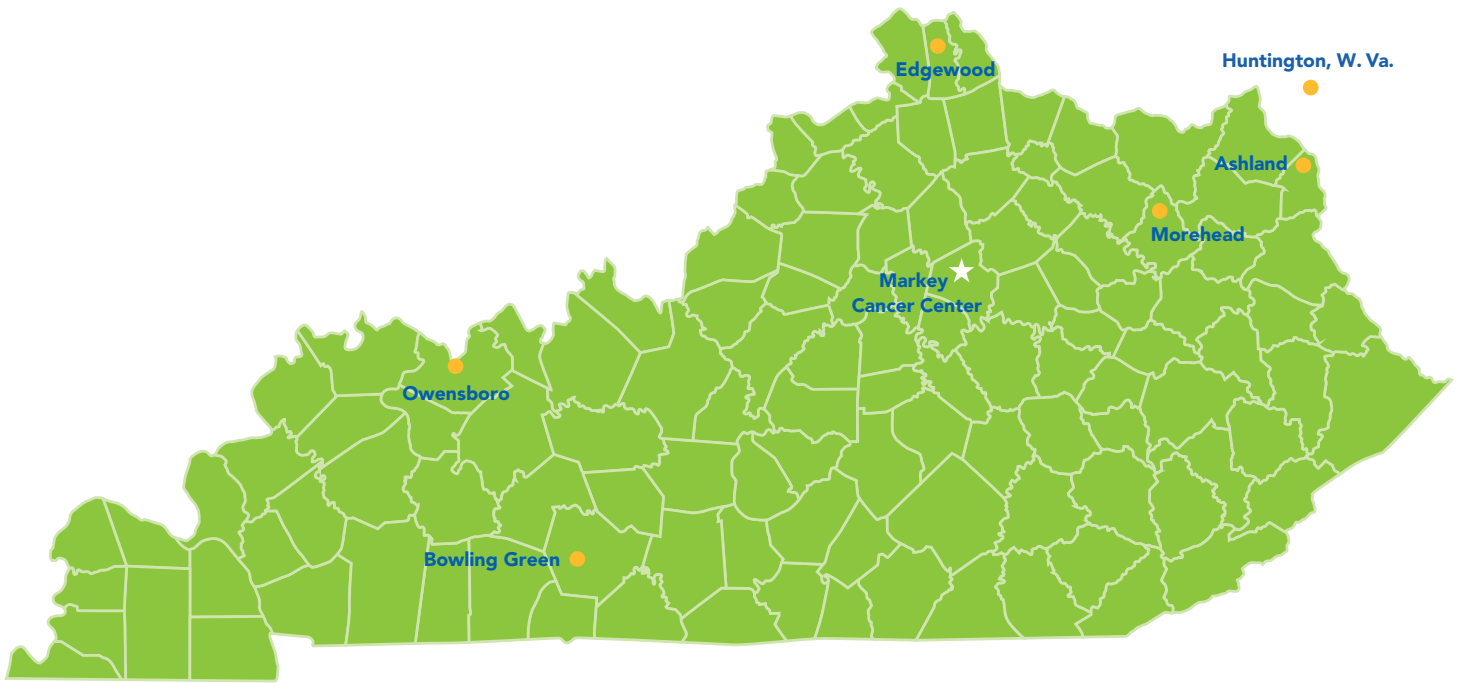 Huntington, W. Va.
Edgewood
Ashland
Morehead
Markey
Cancer Center
Owensboro
Bowling Green